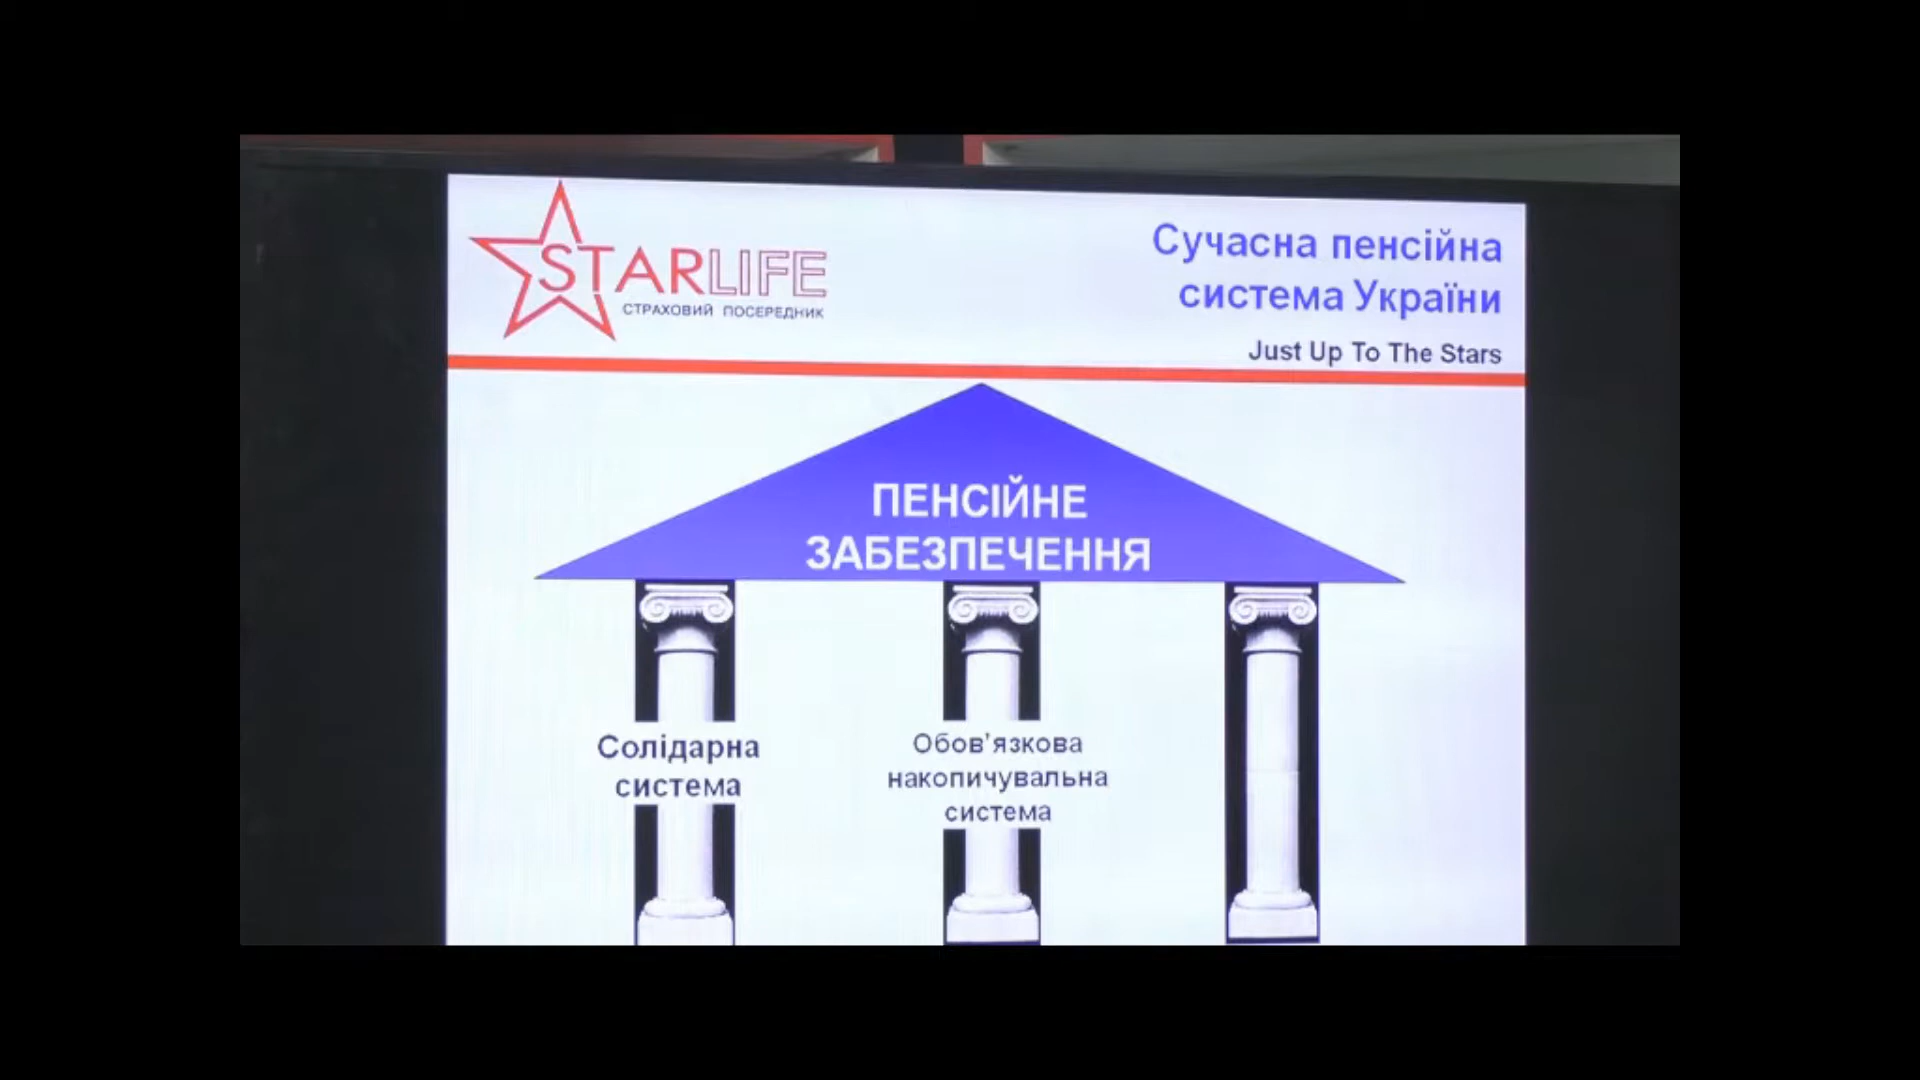 STARLIFE
СТРАХОВИЙ ПОСЕРЕДНИК
Сучасна пенсійна
система України
Just Up To The Stars
ПЕНСІЙНЕ
ЗАБЕЗПЕЧЕННЯ
Солідарна
система
Обов'язкова
накопичувальна
система